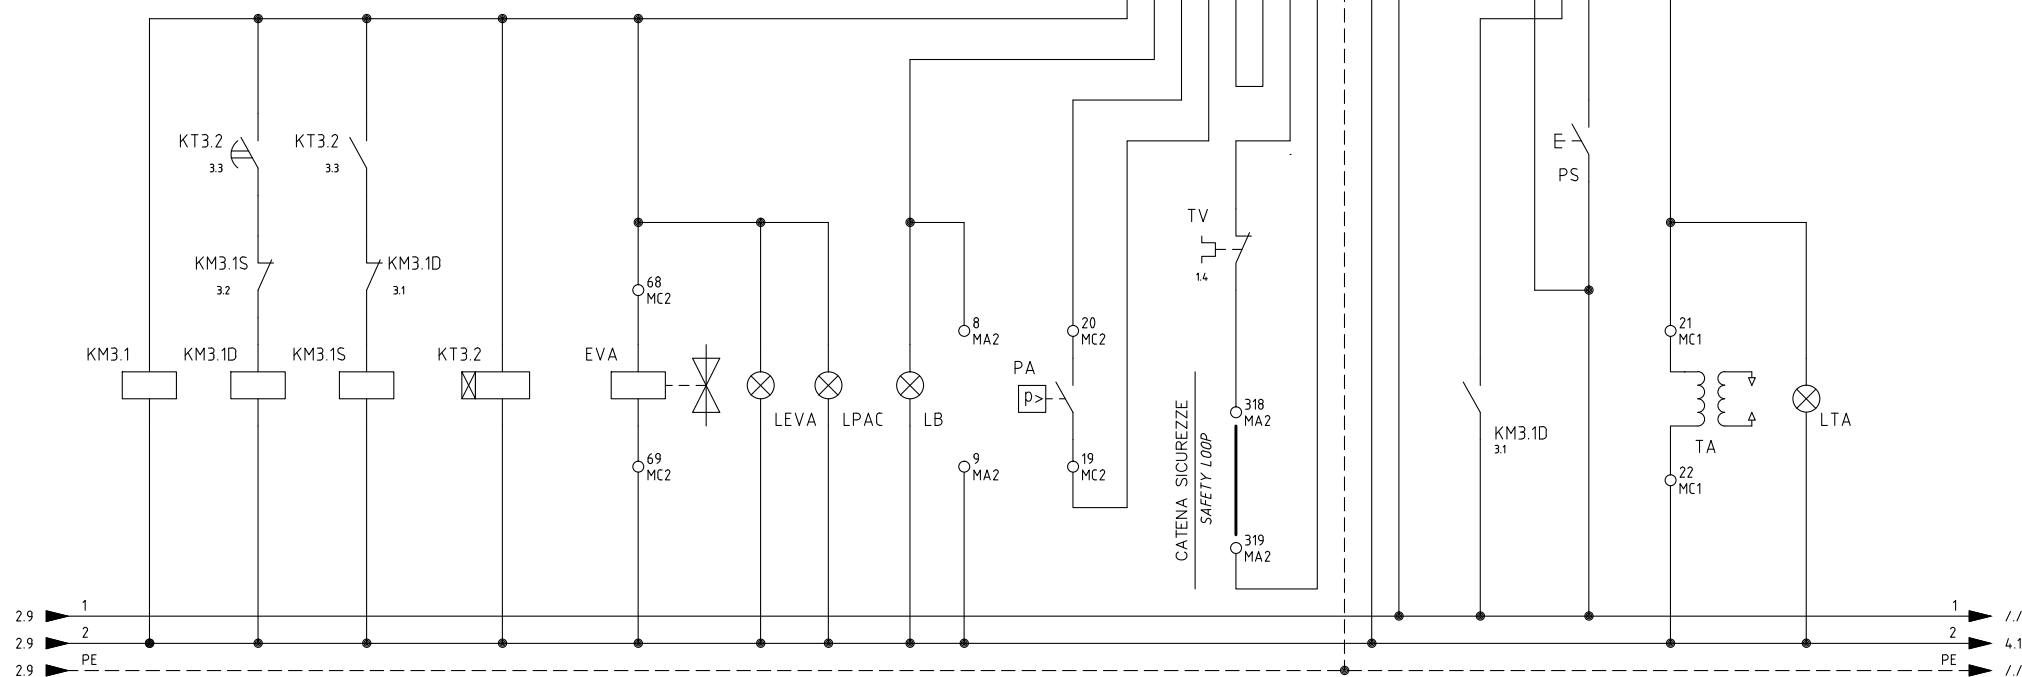 KT3.2
3.3
KT3.2
3.3
E
PS
TV
1.4
KM3.1S
3.2
KM3.1D
3.1
68
MC2
8
MA2
20
MC2
21
MC1
KM3.1
KM3.1D
KM3.1S
KT3.2
EVA
PA
p>
LEVA
LPAC
LB
318
MA2
KM3.1D
3.1
TA
LTA
69
MC2
9
MA2
19
MC2
22
MC1
CATENA SICUREZZE
SAFETY LOOP
319
MA2
2.9
1
1
/./
2.9
2
2
4.1
2.9
PE
PE
/./